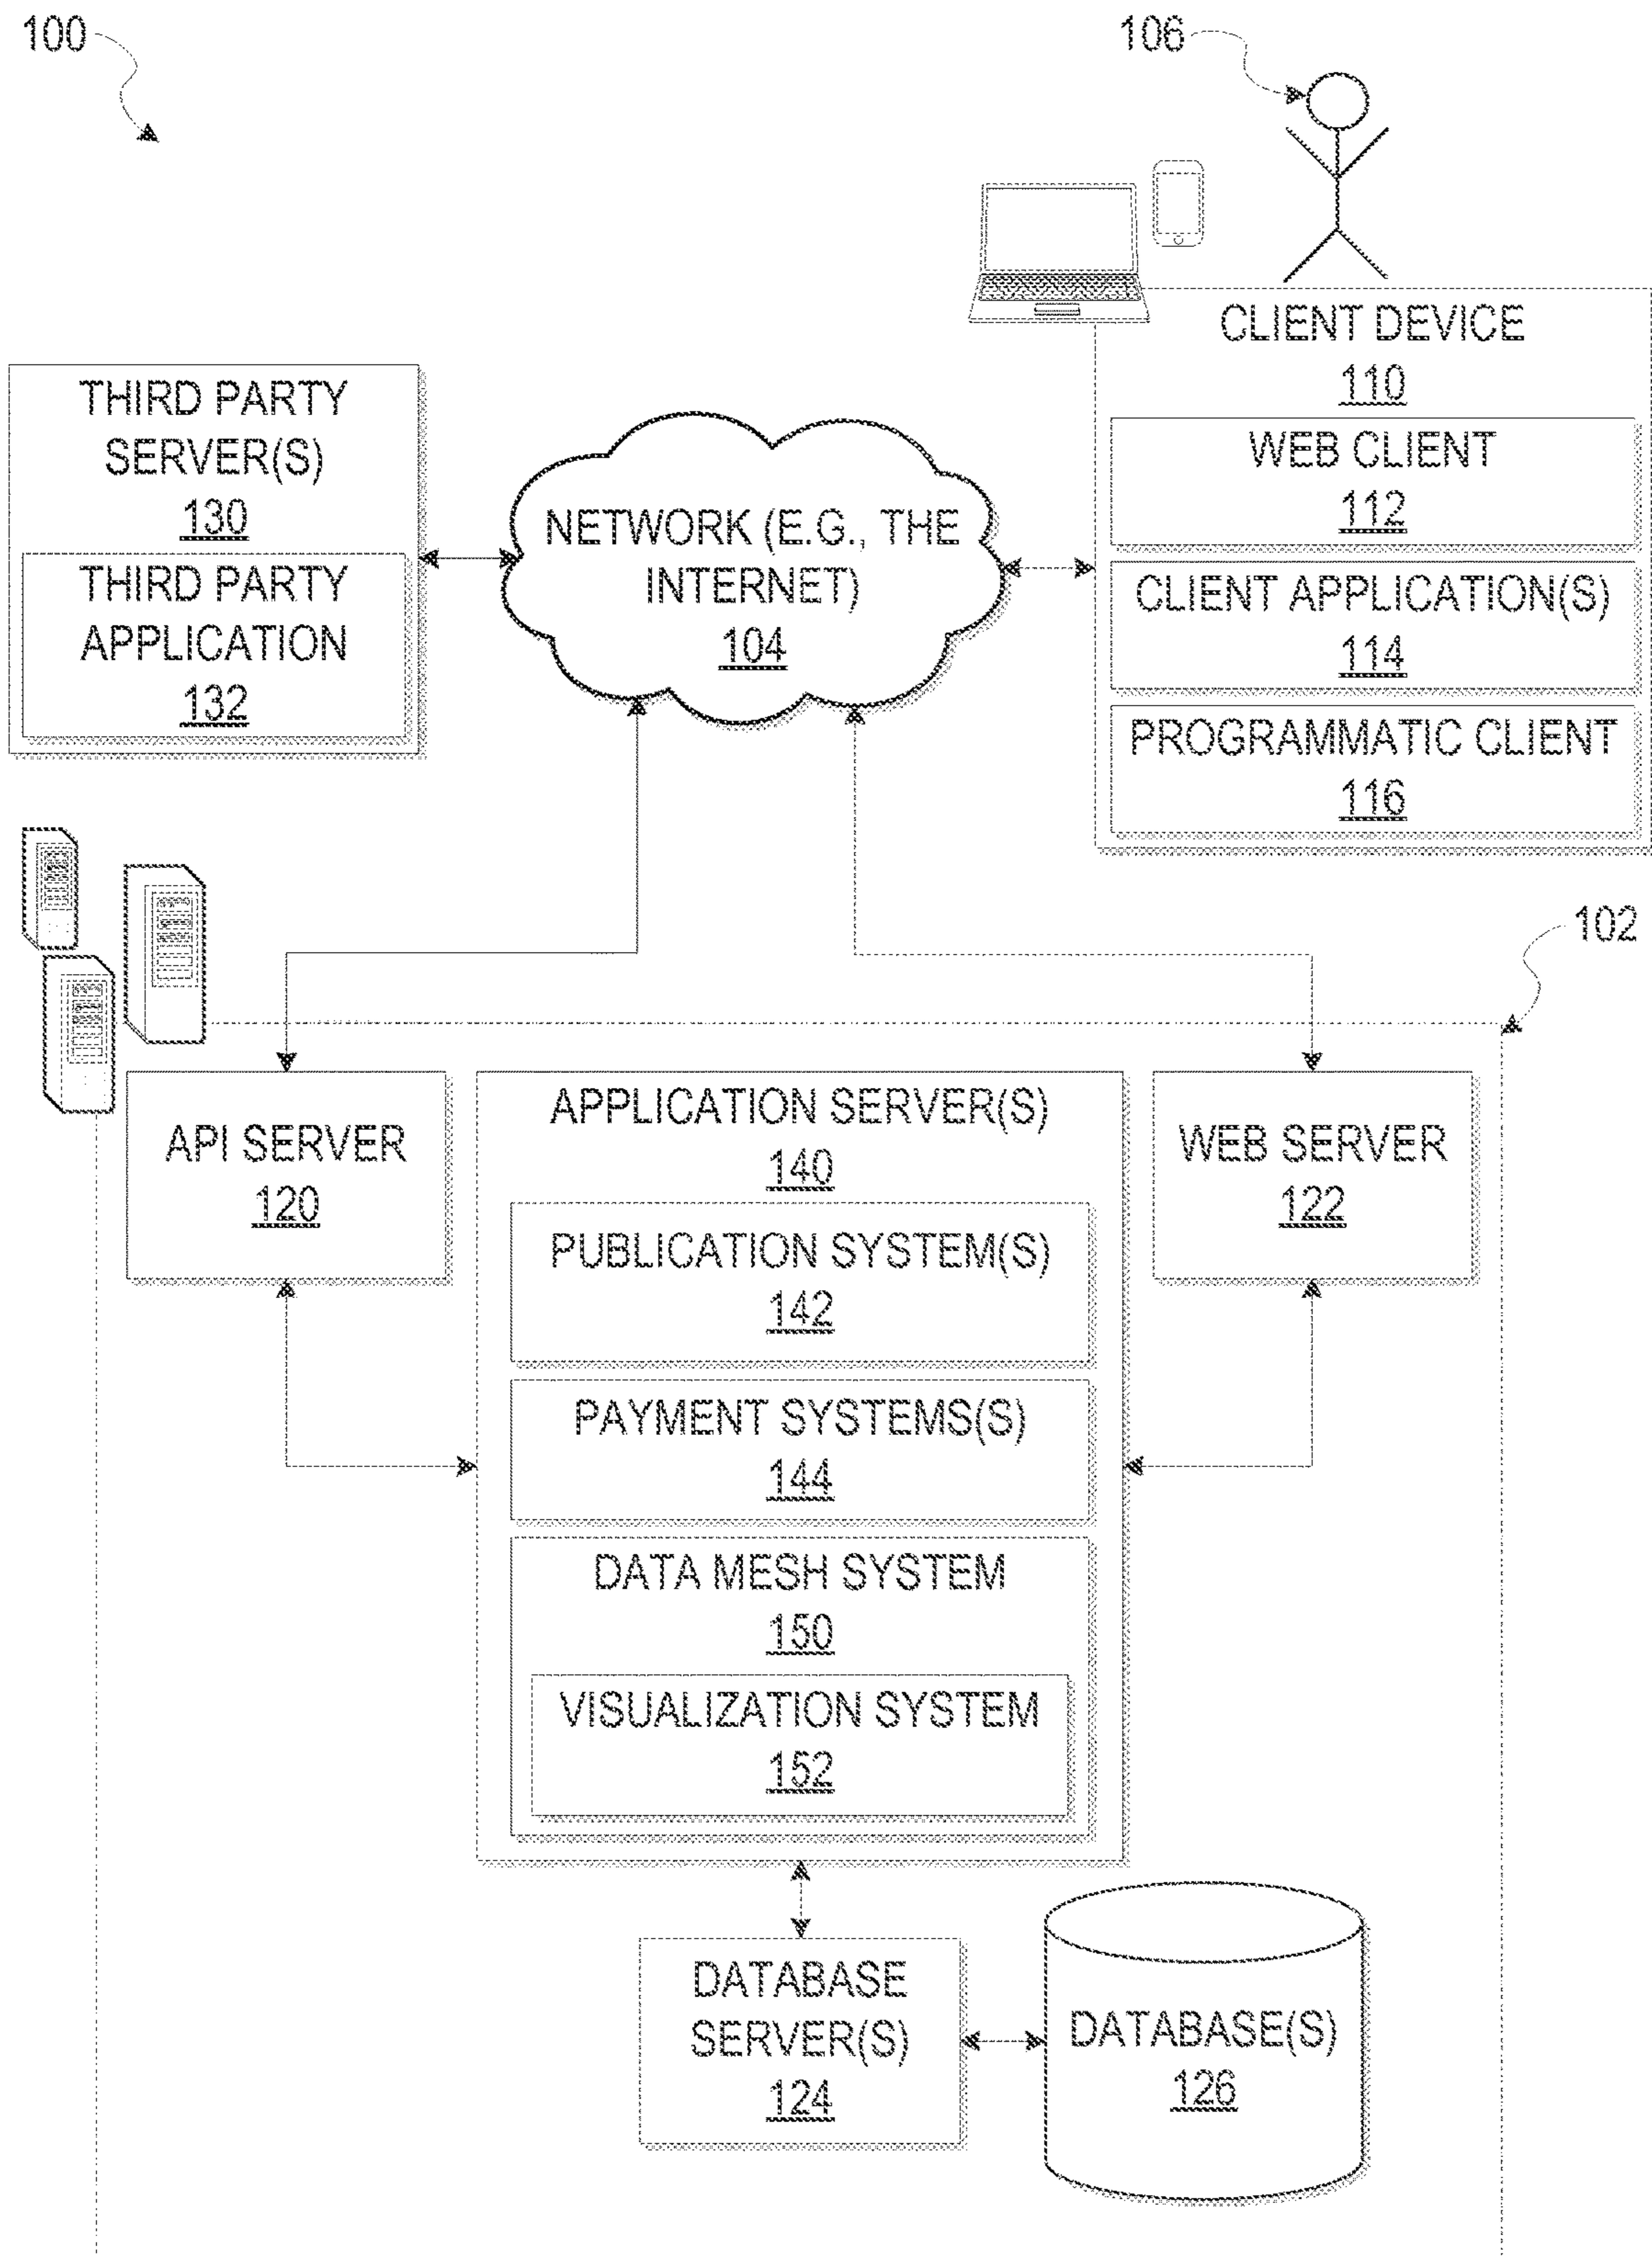 100
106
CLIENT DEVICE
110
WEB CLIENT
112
CLIENT APPLICATION(S)
114
PROGRAMMATIC CLIENT
116
THIRD PARTY
SERVER(S)
130
THIRD PARTY
APPLICATION
132
NETWORK (E.G., THE
INTERNET)
104
102
API SERVER
120
APPLICATION SERVER(S)
140
PUBLICATION SYSTEM(S)
142
PAYMENT SYSTEMS(S)
144
DATA MESH SYSTEM
150
VISUALIZATION SYSTEM
152
WEB SERVER
122
DATABASE
SERVER(S)
124
DATABASE(S)
126